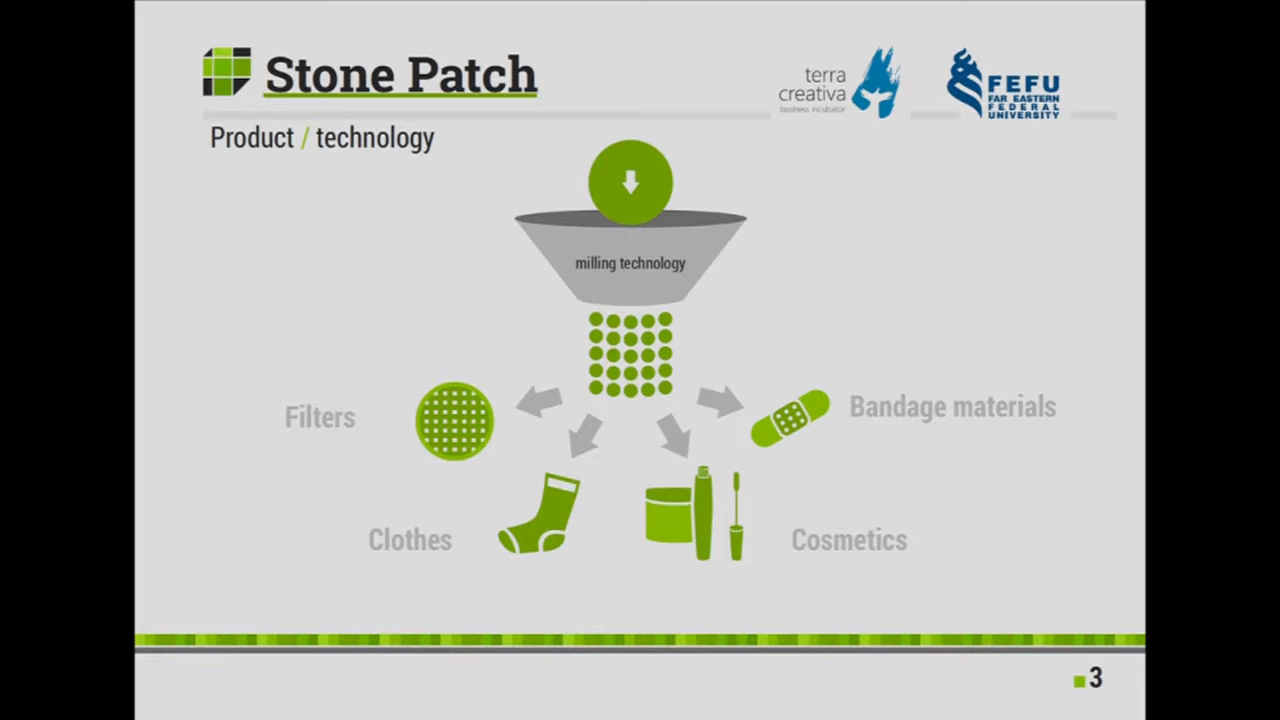 Stone Patch
terra
creativa
business incubator
FEFU
FAR EASTERN
FEDERAL
UNIVERSITY
Product / technology
milling technology
Filters
Bandage materials
Clothes
Cosmetics
3